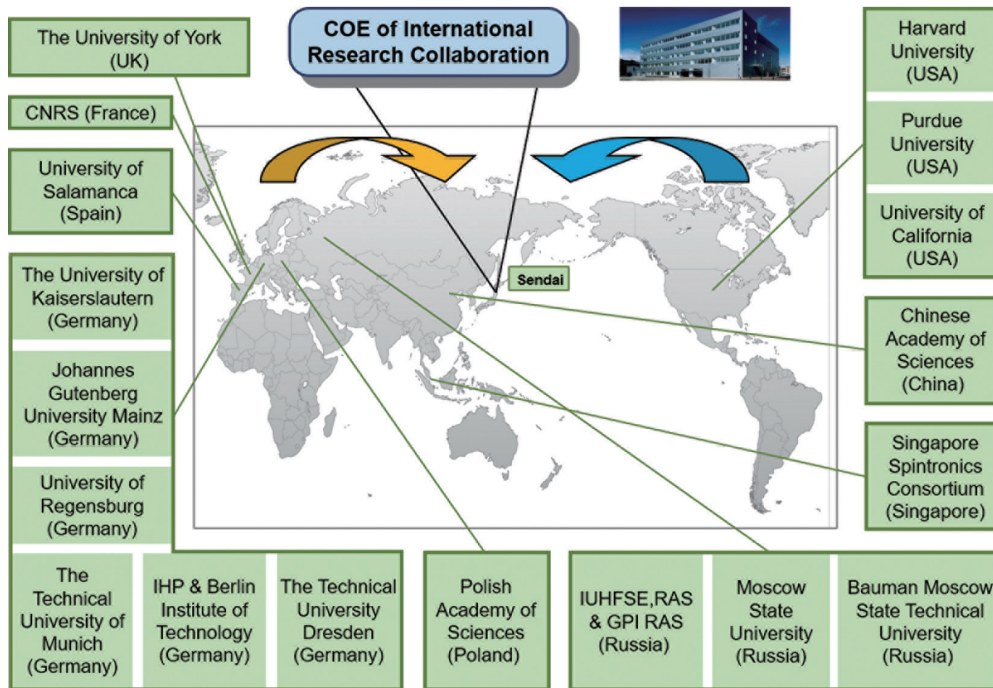 The University of York
(UK)
CNRS (France)
University of
Salamanca
(Spain)
The University of
Kaiserslautern
(Germany)
Johannes
Gutenberg
University Mainz
(Germany)
University of
Regensburg
(Germany)
The
Technical
University of
Munich
(Germany)
IHP & Berlin
Institute of
Technology
(Germany)
The Technical
University
Dresden
(Germany)
Polish
Academy of
Sciences
(Poland)
COE of International
Research Collaboration
Sendai
Harvard
University
(USA)
Purdue
University
(USA)
University of
California
(USA)
Chinese
Academy of
Sciences
(China)
Singapore
Spintronics
Consortium
(Singapore)
IUHFSE,RAS
& GPI RAS
(Russia)
Moscow
State
University
(Russia)
Bauman Moscow
State Technical
University
(Russia)